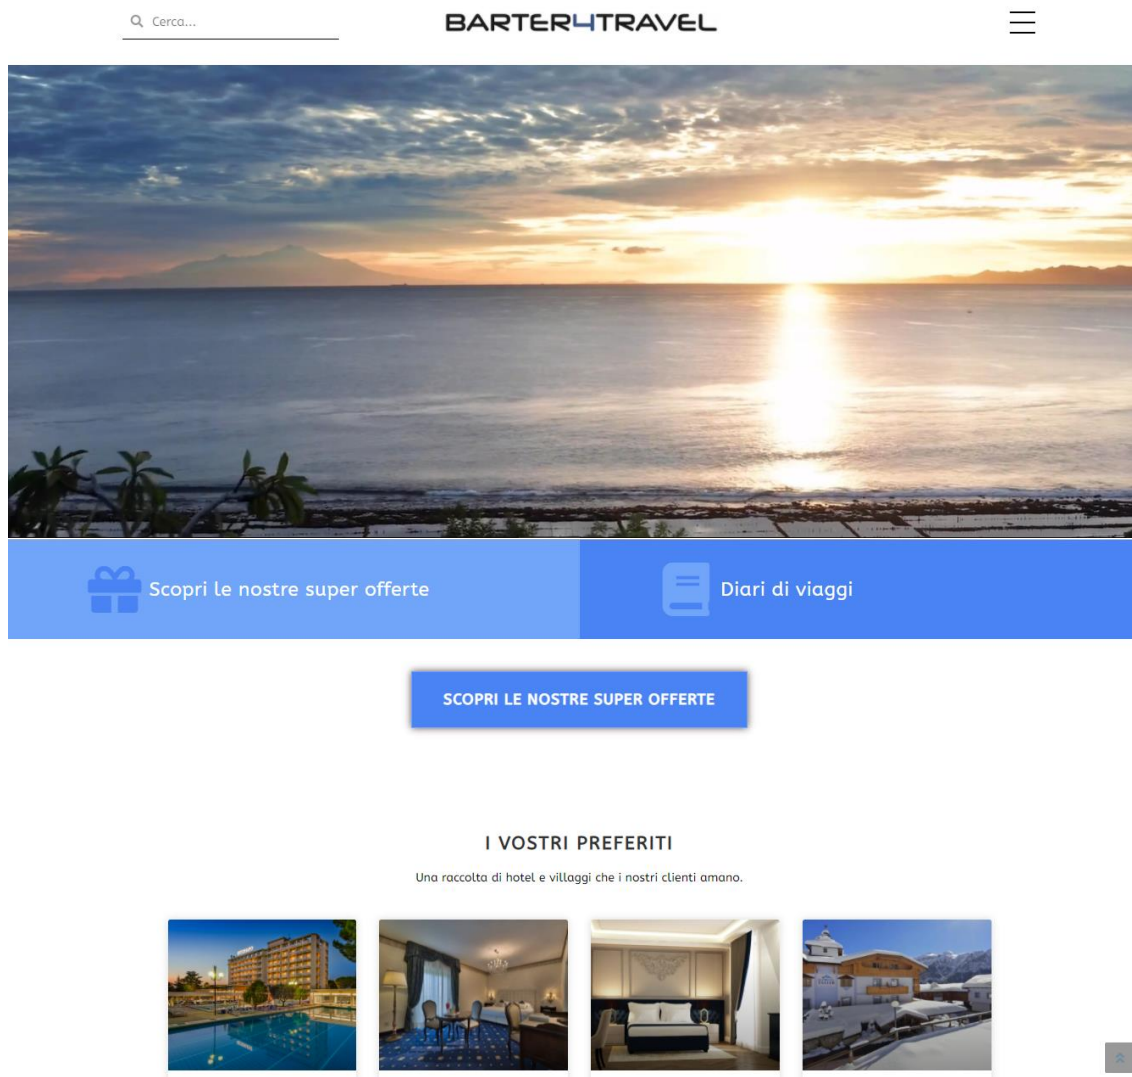 Cerca...
BARTER4TRAVEL
Scopri le nostre super offerte
Diari di viaggi
SCOPRI LE NOSTRE SUPER OFFERTE
I VOSTRI PREFERITI
Una raccolta di hotel e villaggi che i nostri clienti amano.